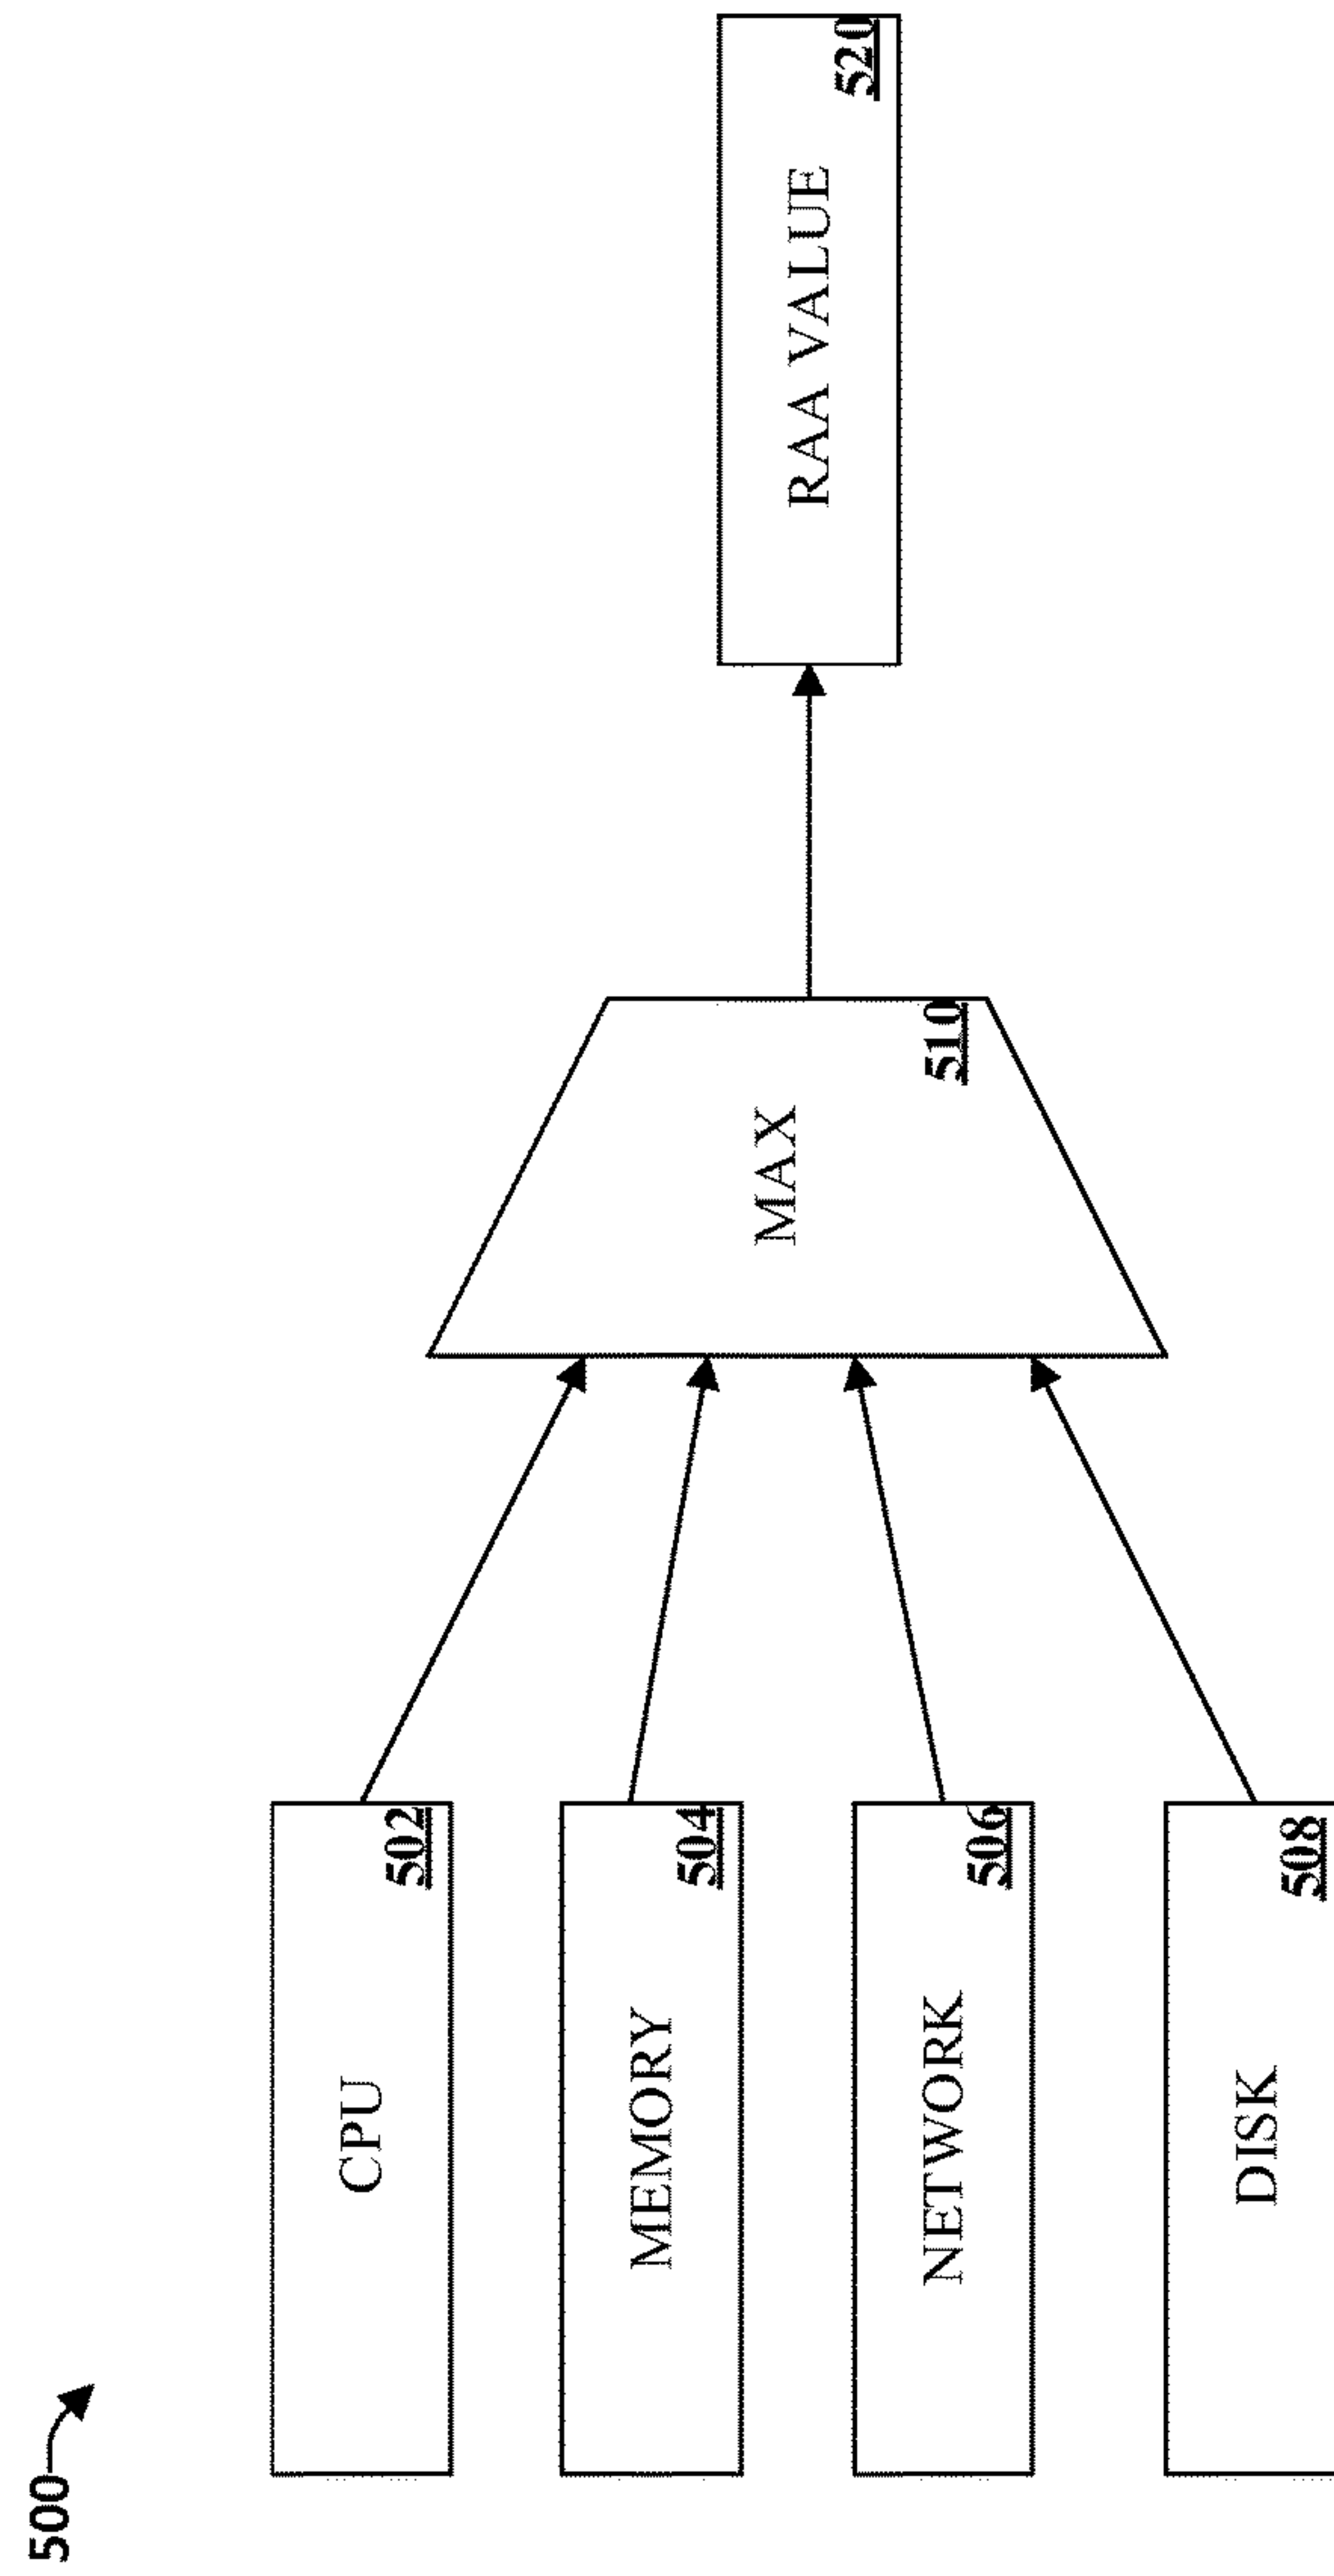 500
CPU
502
MEMORY
504
NETWORK
506
DISK
508
MAX
510
RAA VALUE
520